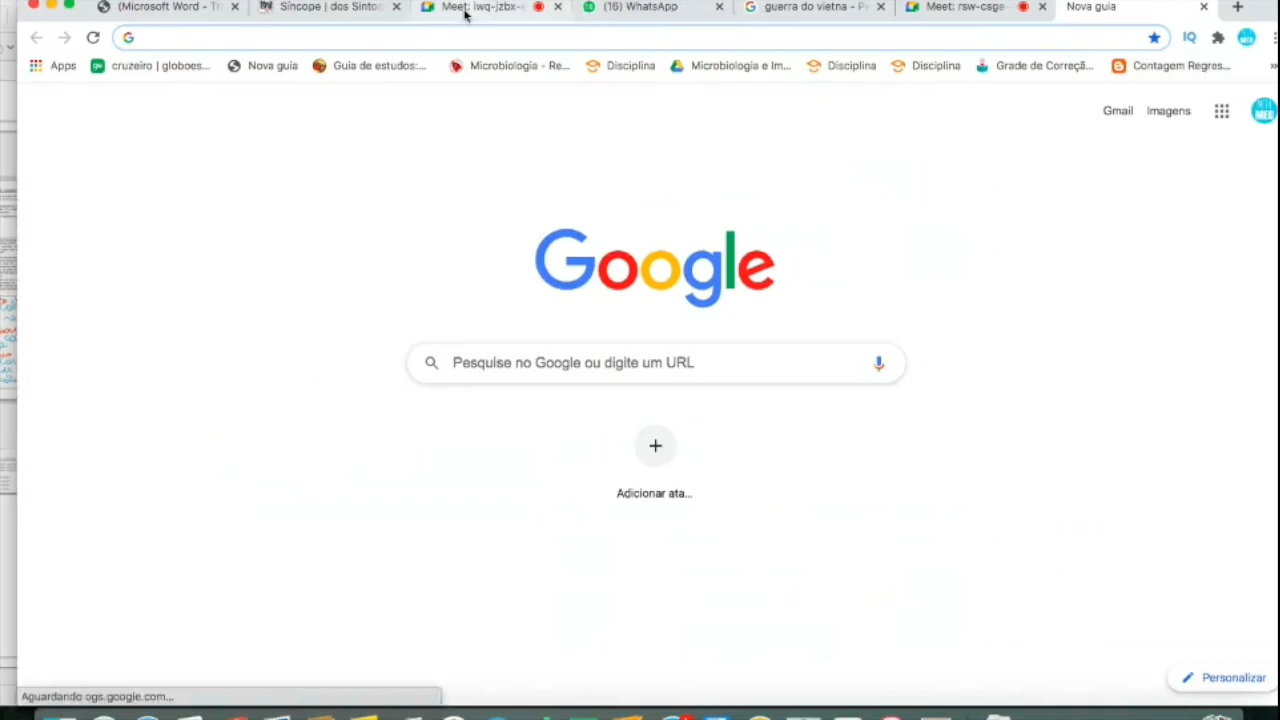 (Microsoft Word - Tr
Síncope | dos Sinto
Meet: iwq-jzbx-
(16) WhatsApp
guerra do vietna - P
Meet: rsw-csge-
Nova guia
Apps
cruzeiro | globoes...
Nova guia
Guia de estudos:...
Microbiologia - Re...
Disciplina
Microbiologia e Im...
Disciplina
Disciplina
Grade de Correçã...
Contagem Regres...
Gmail
Imagens
Google
Pesquise no Google ou digite um URL
Adicionar ata...
Personalizar
Aguardando ogs.google.com...